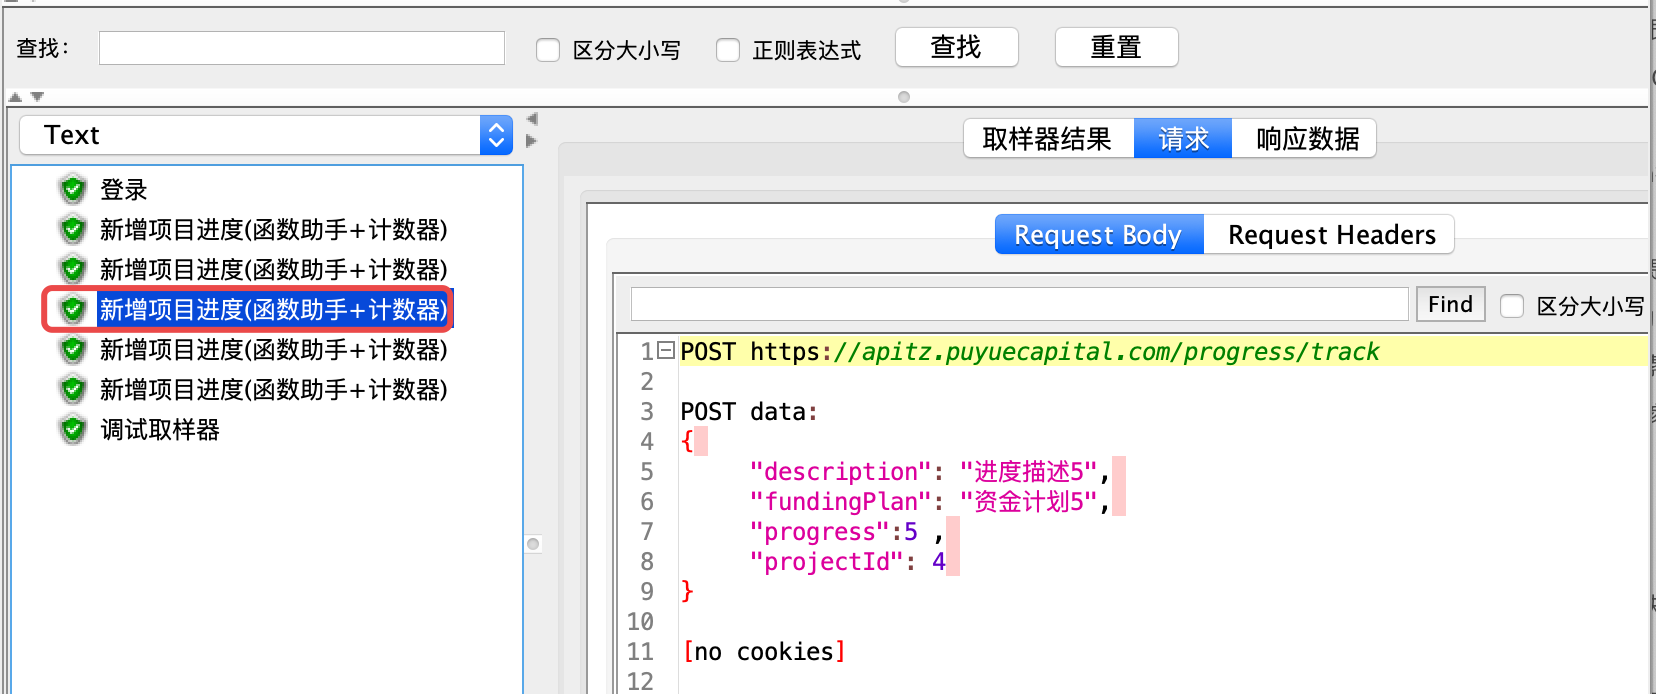 查找:
区分大小写
正则表达式
查找
重置
Text
取样器结果
请求
响应数据
登录
新增项目进度(函数助手+计数器)
新增项目进度(函数助手+计数器)
新增项目进度(函数助手+计数器)
新增项目进度(函数助手+计数器)
新增项目进度(函数助手+计数器)
调试取样器
Request Body
Request Headers
Find
区分大小写
1 POST https://apitz.puyuecapital.com/progress/track
2
3 POST data:
4 {
5 "description": "进度描述5",
6 "fundingPlan": "资金计划5",
7 "progress":5 ,
8 "projectId": 4
9 }
10
11 [no cookies]
12